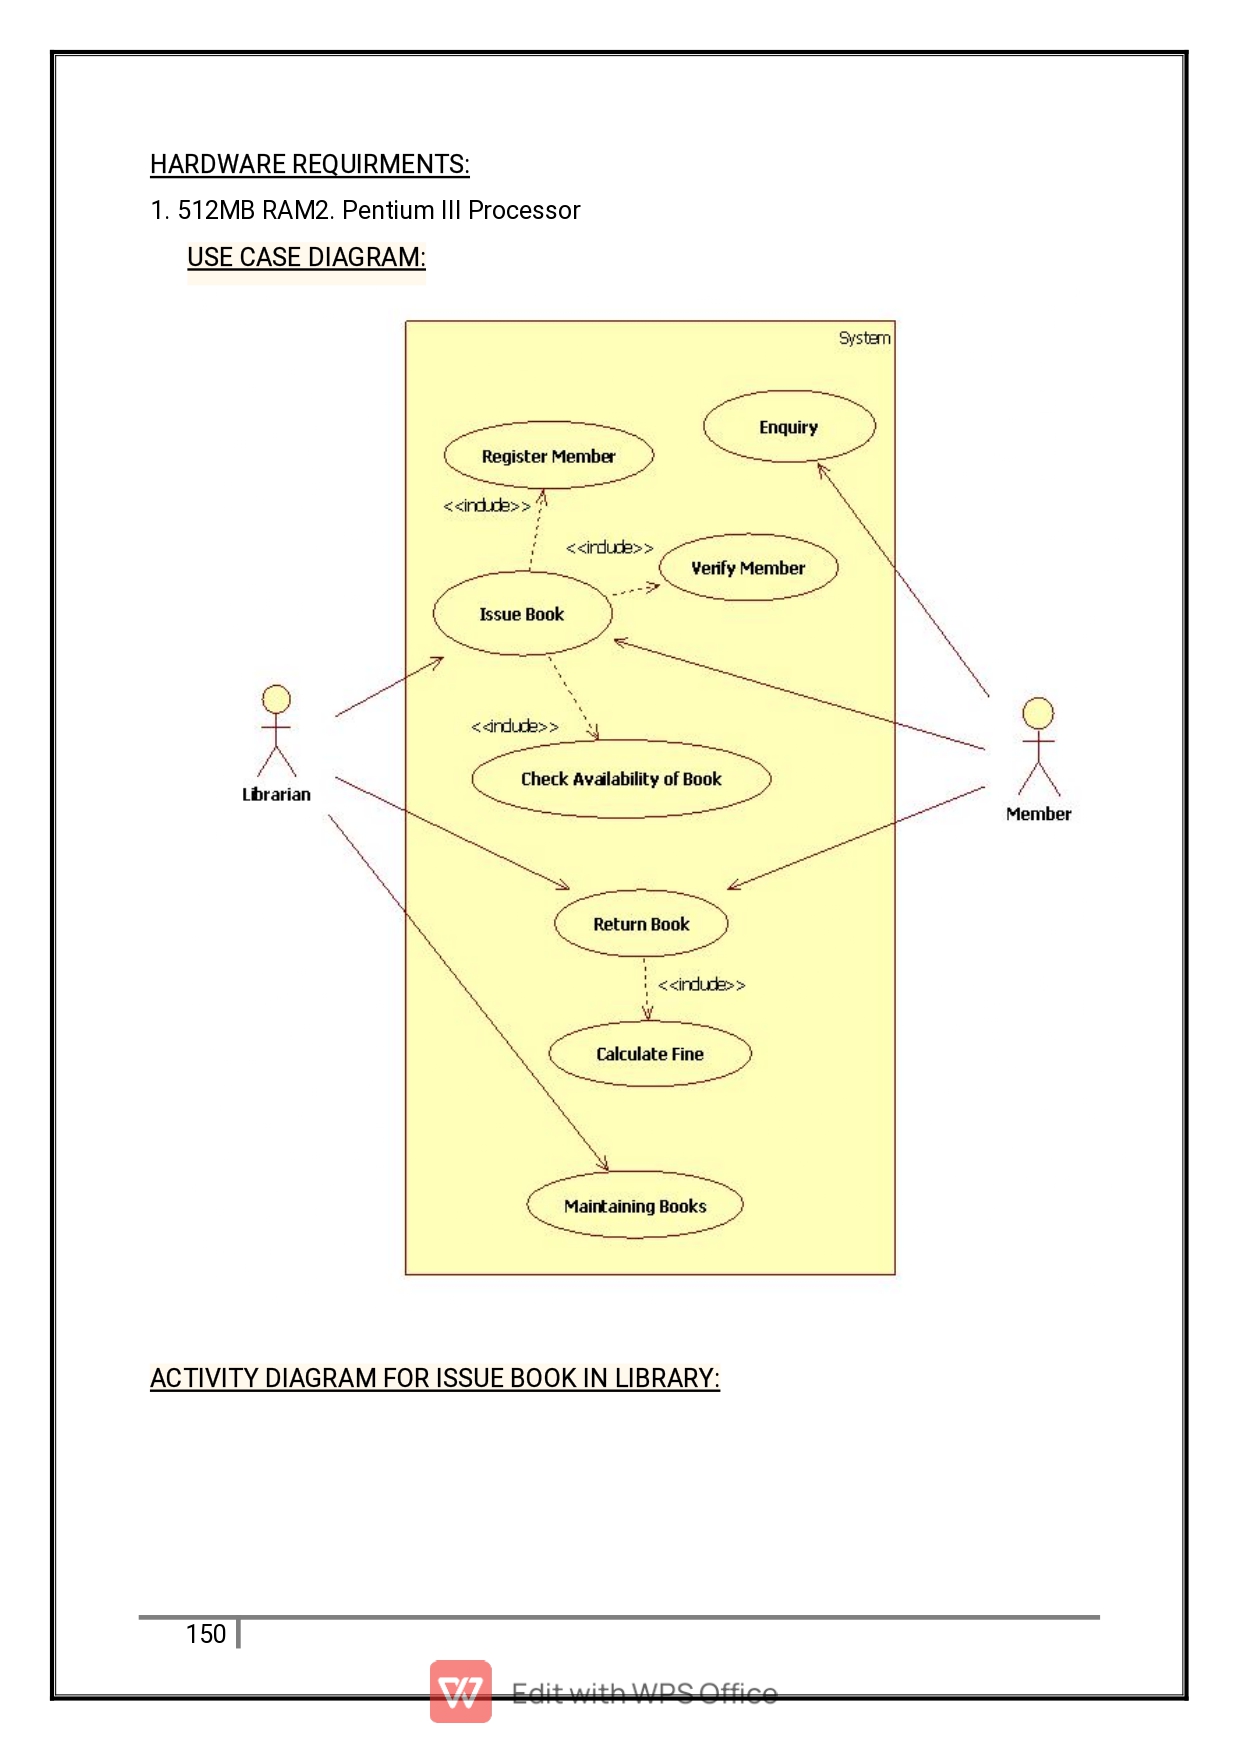 HARDWARE REQUIRMENTS:
1. 512MB RAM2. Pentium III Processor
USE CASE DIAGRAM:
System
Enquiry
Register Member
<<include>>
<<include>>
Verify Member
Issue Book
<<include>>
Check Availability of Book
Librarian
Member
Return Book
<<include>>
Calculate Fine
Maintaining Books
ACTIVITY DIAGRAM FOR ISSUE BOOK IN LIBRARY:
150
Edit with WPS Office